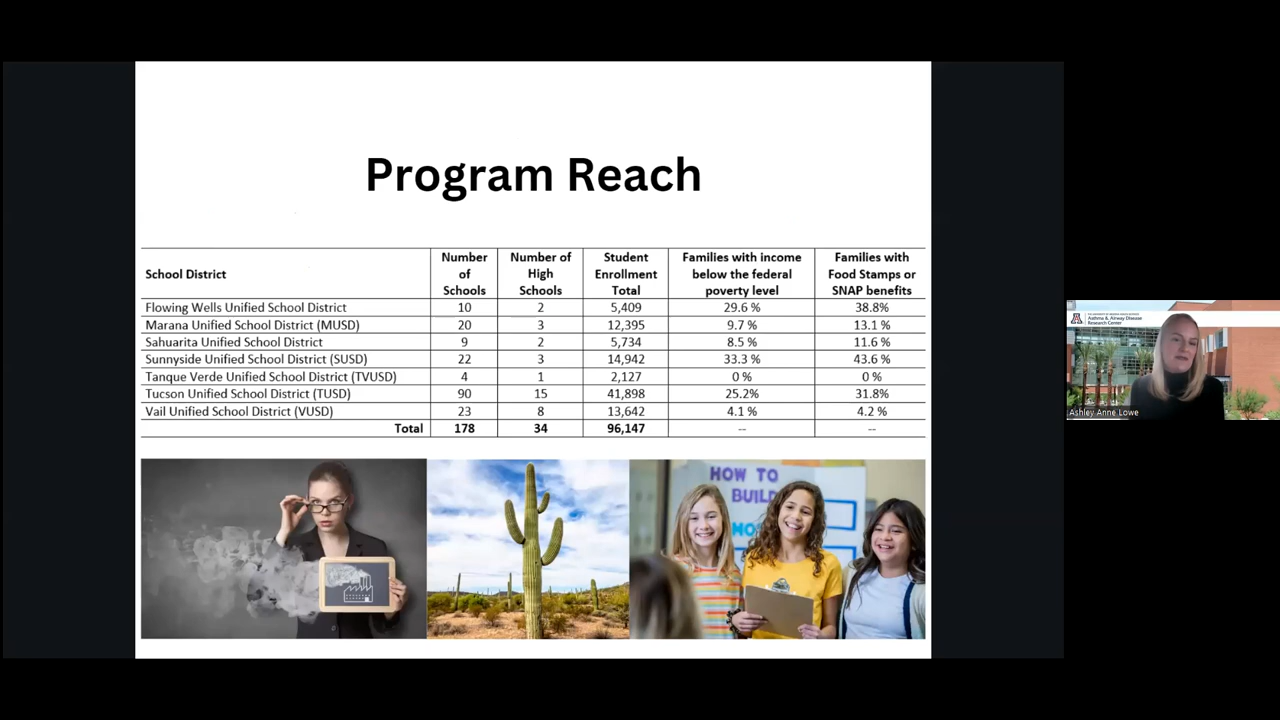 Program Reach
School District
Number of Schools
Number of High Schools
Student Enrollment Total
Families with income below the federal poverty level
Families with Food Stamps or SNAP benefits
Flowing Wells Unified School District 10 2 5,409 29.6 % 38.8%
Marana Unified School District (MUSD) 20 3 12,395 9.7 % 13.1 %
Sahuarita Unified School District 9 2 5,734 8.5 % 11.6 %
Sunnyside Unified School District (SUSD) 22 3 14,942 33.3 % 43.6 %
Tanque Verde Unified School District (TVUSD) 4 1 2,127 0 % 0 %
Tucson Unified School District (TUSD) 90 15 41,898 25.2% 31.8%
Vail Unified School District (VUSD) 23 8 13,642 4.1 % 4.2 %
Total 178 34 96,147 -- --
HOW TO
BUILD
Asthma & Airway Disease
Research Center
Ashley Anne Lowe